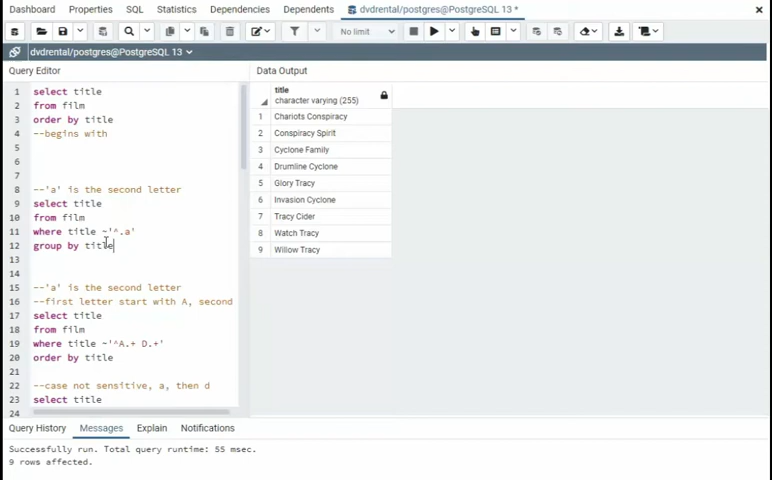 Dashboard Properties SQL Statistics Dependencies Dependents dvdrental/postgres@PostgreSQL 13 *
No limit
dvdrental/postgres@PostgreSQL 13
Query Editor
Data Output
1 select title
2 from film
3 order by title
4 --begins with
5
6
7
8 --'a' is the second letter
9 select title
10 from film
11 where title ~'^.a'
12 group by title
13
14
15 --'a' is the second letter
16 --first letter start with A, second
17 select title
18 from film
19 where title ~'^A.+ D.+'
20 order by title
21
22 --case not sensitive, a, then d
23 select title
24
title
character varying (255)
1 Chariots Conspiracy
2 Conspiracy Spirit
3 Cyclone Family
4 Drumline Cyclone
5 Glory Tracy
6 Invasion Cyclone
7 Tracy Cider
8 Watch Tracy
9 Willow Tracy
Query History Messages Explain Notifications
Successfully run. Total query runtime: 55 msec.
9 rows affected.